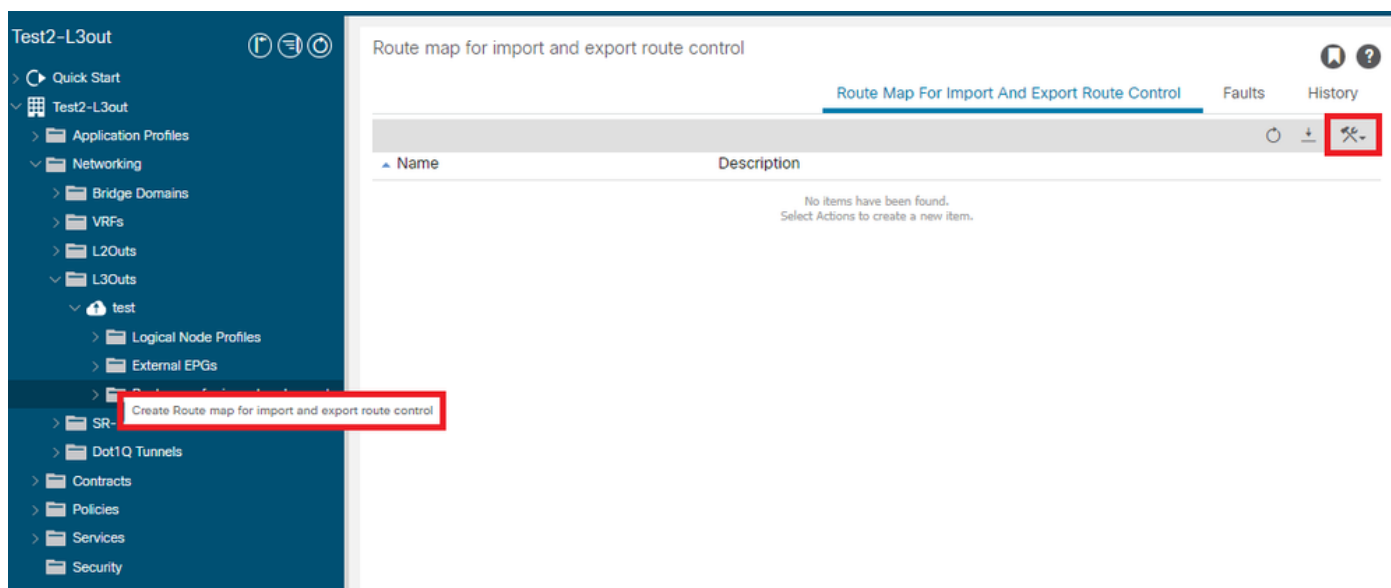 Test2-L3out
Quick Start
Test2-L3out
Application Profiles
Networking
Bridge Domains
VRFs
L2Outs
L3Outs
test
Logical Node Profiles
External EPGs
Create Route map for import and export route control
SR-
Dot1Q Tunnels
Contracts
Policies
Services
Security
Route map for import and export route control
Route Map For Import And Export Route Control Faults History
Name Description
No items have been found.
Select Actions to create a new item.